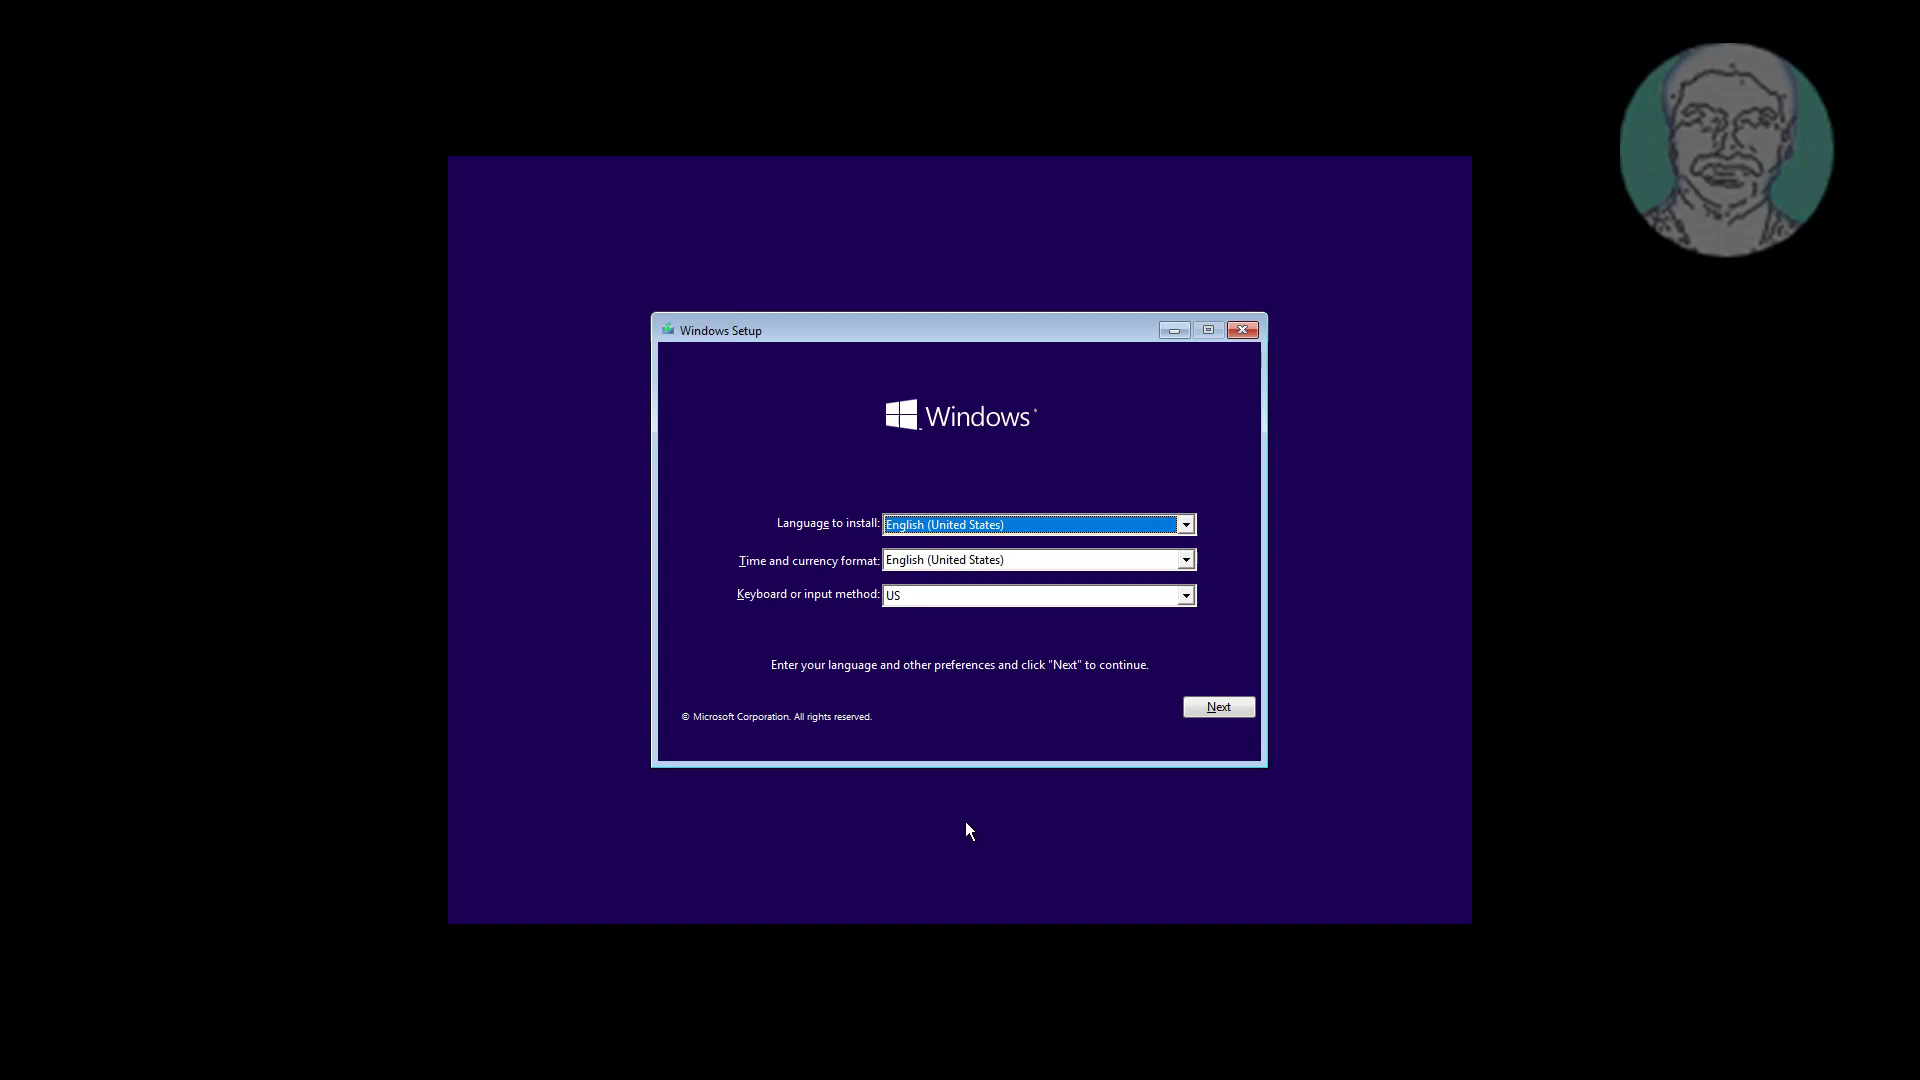 Windows Setup
Windows
Language to install: English (United States)
Time and currency format: English (United States)
Keyboard or input method: US
Enter your language and other preferences and click "Next" to continue.
Next
© Microsoft Corporation. All rights reserved.